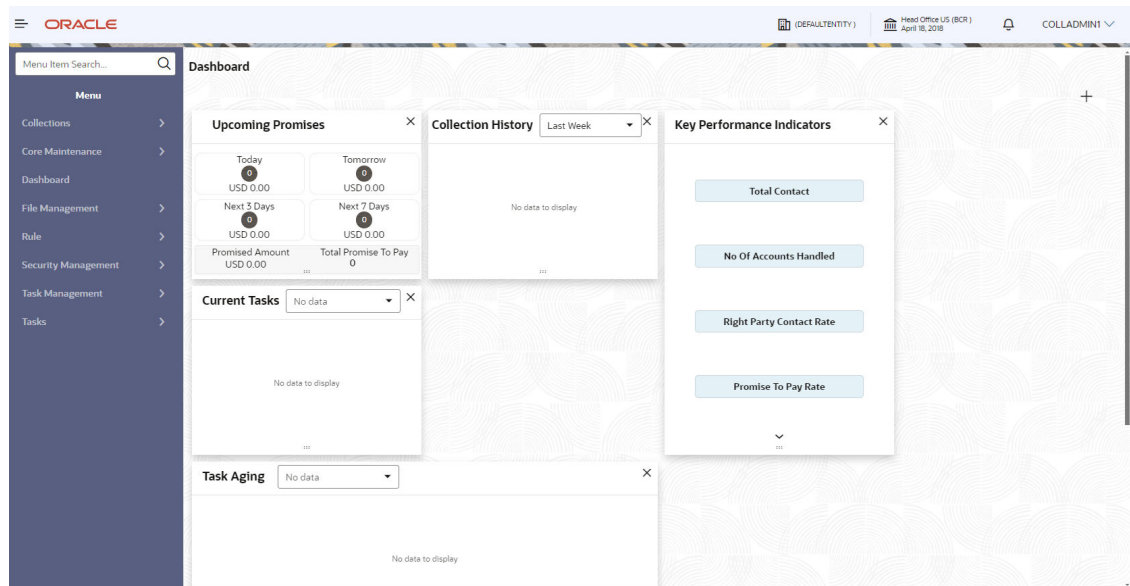 ORACLE
(DEFAULTENTITY )
Head Office US (BCR )
April 18, 2018
COLLADMIN1
Menu Item Search...
Menu
Collections
Core Maintenance
Dashboard
File Management
Rule
Security Management
Task Management
Tasks
Dashboard
Upcoming Promises
Today
0
USD 0.00
Tomorrow
0
USD 0.00
Next 3 Days
0
USD 0.00
Next 7 Days
0
USD 0.00
Promised Amount
USD 0.00
Total Promise To Pay
0
Collection History Last Week
No data to display
Key Performance Indicators
Total Contact
No Of Accounts Handled
Right Party Contact Rate
Promise To Pay Rate
Current Tasks No data
No data to display
Task Aging No data
No data to display